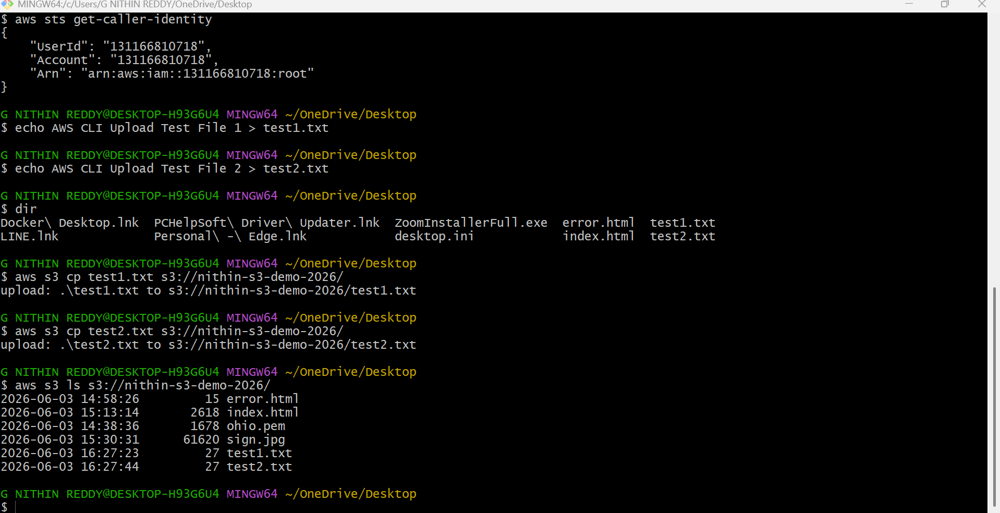 MINGW64:/c/Users/G NITHIN REDDY/OneDrive/Desktop
$ aws sts get-caller-identity
{
    "UserId": "131166810718",
    "Account": "131166810718",
    "Arn": "arn:aws:iam::131166810718:root"
}

G NITHIN REDDY@DESKTOP-H93G6U4 MINGW64 ~/OneDrive/Desktop
$ echo AWS CLI Upload Test File 1 > test1.txt

G NITHIN REDDY@DESKTOP-H93G6U4 MINGW64 ~/OneDrive/Desktop
$ echo AWS CLI Upload Test File 2 > test2.txt

G NITHIN REDDY@DESKTOP-H93G6U4 MINGW64 ~/OneDrive/Desktop
$ dir
Docker\ Desktop.lnk  PCHelpSoft\ Driver\ Updater.lnk  ZoomInstallerFull.exe  error.html  test1.txt
LINE.lnk             Personal\ -\ Edge.lnk            desktop.ini            index.html  test2.txt

G NITHIN REDDY@DESKTOP-H93G6U4 MINGW64 ~/OneDrive/Desktop
$ aws s3 cp test1.txt s3://nithin-s3-demo-2026/
upload: .\test1.txt to s3://nithin-s3-demo-2026/test1.txt

G NITHIN REDDY@DESKTOP-H93G6U4 MINGW64 ~/OneDrive/Desktop
$ aws s3 cp test2.txt s3://nithin-s3-demo-2026/
upload: .\test2.txt to s3://nithin-s3-demo-2026/test2.txt

G NITHIN REDDY@DESKTOP-H93G6U4 MINGW64 ~/OneDrive/Desktop
$ aws s3 ls s3://nithin-s3-demo-2026/
2026-06-03 14:58:26         15 error.html
2026-06-03 15:13:14       2618 index.html
2026-06-03 14:38:36       1678 ohio.pem
2026-06-03 15:30:31      61620 sign.jpg
2026-06-03 16:27:23         27 test1.txt
2026-06-03 16:27:44         27 test2.txt

G NITHIN REDDY@DESKTOP-H93G6U4 MINGW64 ~/OneDrive/Desktop
$